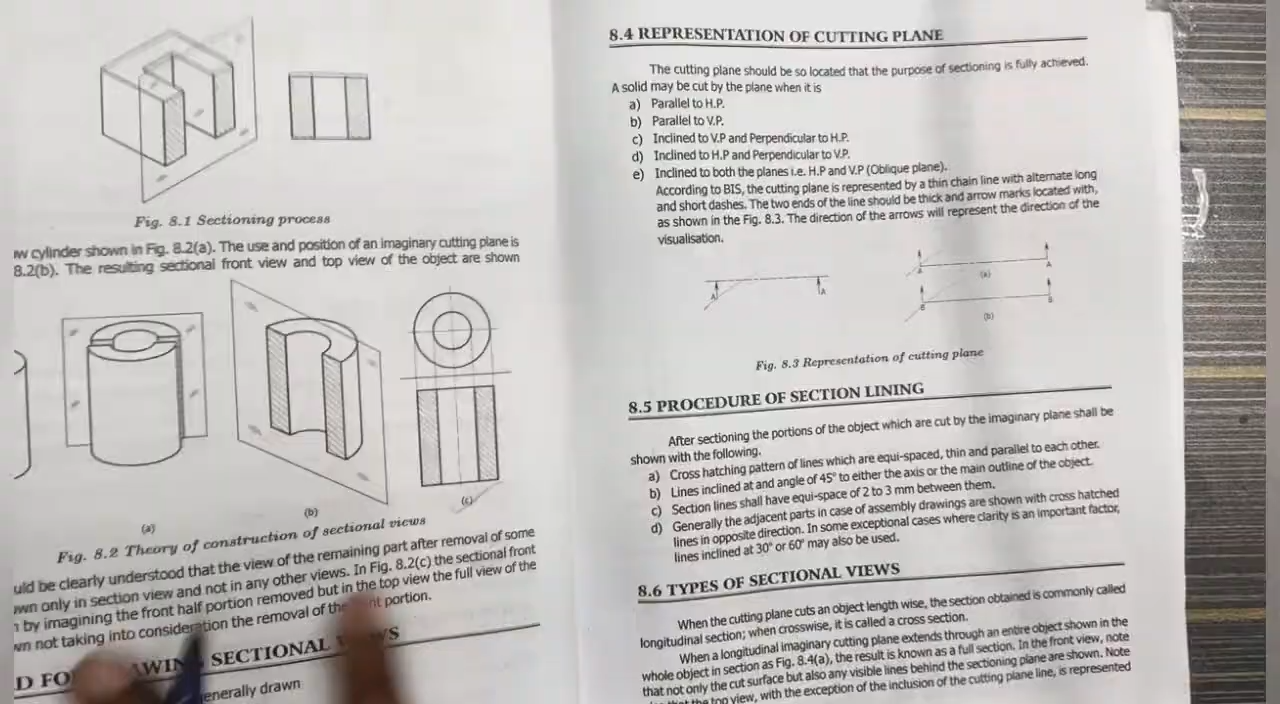 Fig. 8.1 Sectioning process
cylinder shown in Fig. 8.2(a). The use and position of an imaginary cutting plane is
8.2(b). The resulting sectional front view and top view of the object are shown
(a)
(b)
(c)
Fig. 8.2 Theory of construction of sectional views
be clearly understood that the view of the remaining part after removal of some
only in section view and not in any other views. In Fig. 8.2(c) the sectional front
by imagining the front half portion removed but in the top view the full view of the
not taking into consideration the removal of the portion.
SECTIONAL
drawn
8.4 REPRESENTATION OF CUTTING PLANE
The cutting plane should be so located that the purpose of sectioning is fully achieved.
A solid may be cut by the plane when it is
a) Parallel to H.P.
b) Parallel to V.P.
c) Inclined to V.P and Perpendicular to H.P.
d) Inclined to H.P and Perpendicular to V.P.
e) Inclined to both the planes i.e. H.P and V.P (Oblique plane).
According to BIS, the cutting plane is represented by a thin chain line with alternate long
and short dashes. The two ends of the line should be thick and arrow marks located with,
as shown in the Fig. 8.3. The direction of the arrows will represent the direction of the
visualisation.
A A
A A
(a)
B B
(b)
Fig. 8.3 Representation of cutting plane
8.5 PROCEDURE OF SECTION LINING
After sectioning the portions of the object which are cut by the imaginary plane shall be
shown with the following.
a) Cross hatching pattern of lines which are equi-spaced, thin and parallel to each other.
b) Lines inclined at and angle of 45° to either the axis or the main outline of the object.
c) Section lines shall have equi-space of 2 to 3 mm between them.
d) Generally the adjacent parts in case of assembly drawings are shown with cross hatched
lines in opposite direction. In some exceptional cases where clarity is an important factor,
lines inclined at 30° or 60° may also be used.
8.6 TYPES OF SECTIONAL VIEWS
When the cutting plane cuts an object length wise, the section obtained is commonly called
longitudinal section; when crosswise, it is called a cross section.
When a longitudinal imaginary cutting plane extends through an entire object shown in the
whole object in section as Fig. 8.4(a), the result is known as a full section. In the front view, note
that not only the cut surface but also any visible lines behind the sectioning plane are shown. Note
the top view, with the exception of the inclusion of the cutting plane line, is represented